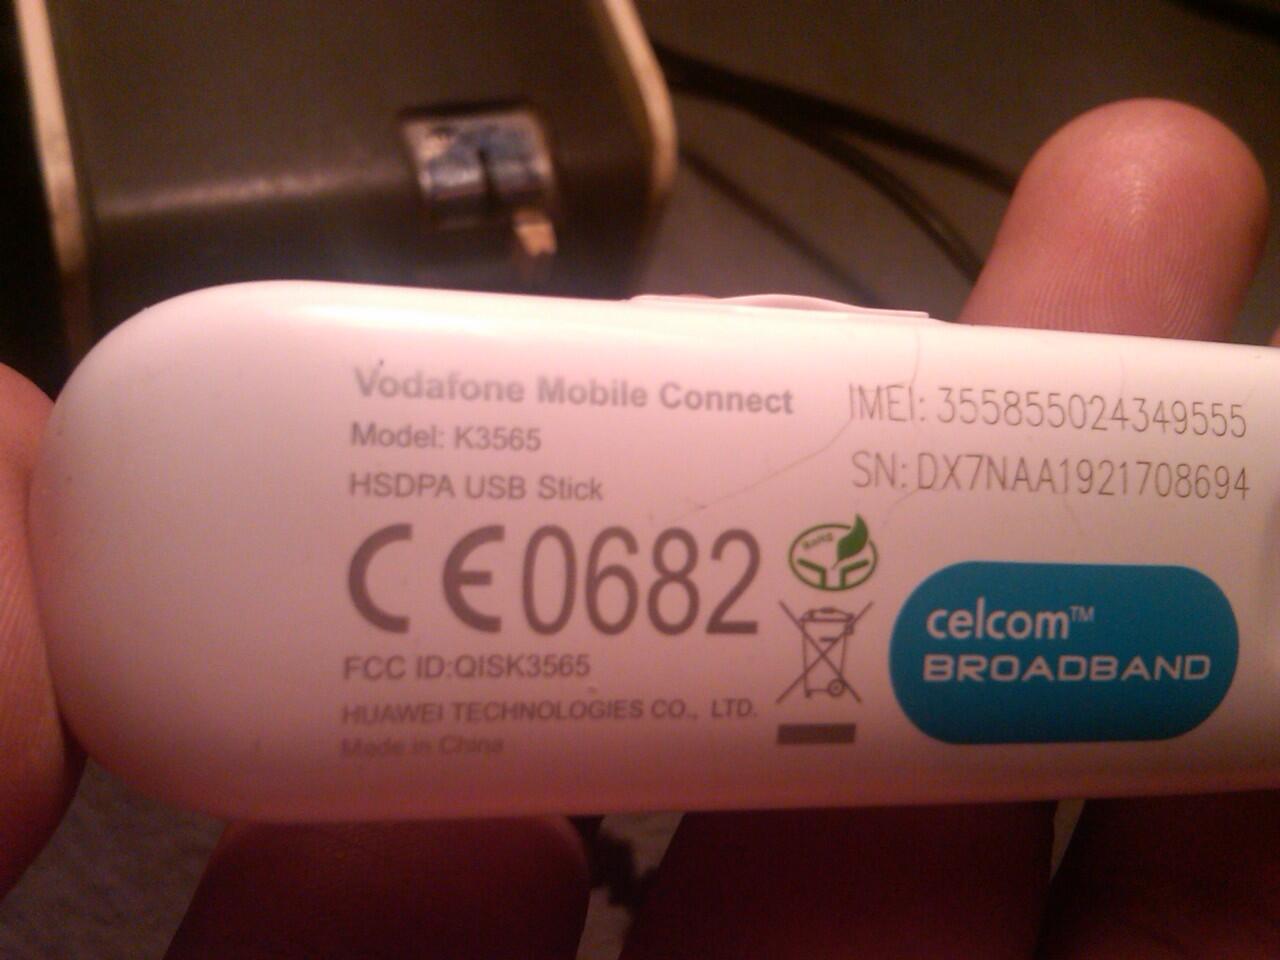 Vodafone Mobile Connect
Model: K3565
HSDPA USB Stick
CE0682
FCC ID:QISK3565
HUAWEI TECHNOLOGIES CO., LTD.
Made in China
IMEI: 355855024349555
SN: DX7NAA1921708694
RoHS
celcom™
BROADBAND